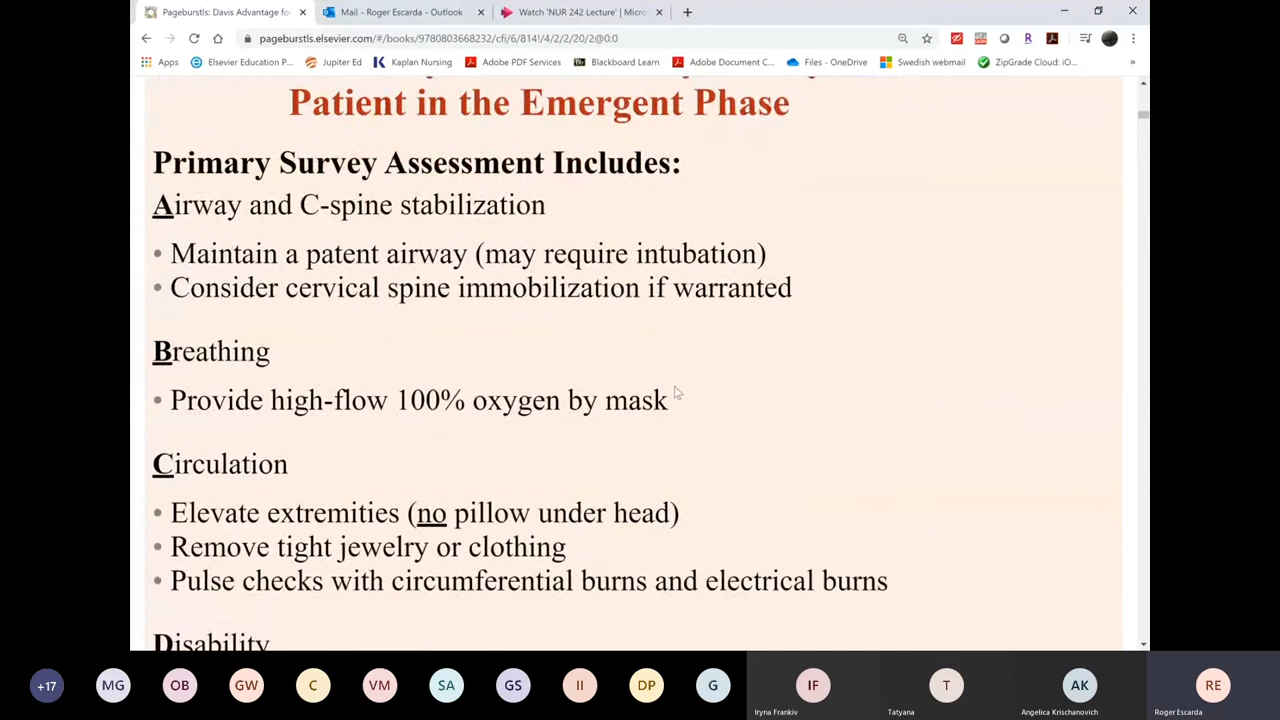 Pageburstls: Davis Advantage for
Mail - Roger Escarda - Outlook
Watch 'NUR 242 Lecture' | Micro
pageburstls.elsevier.com/#/books/9780803668232/cfi/6/814!/4/2/2/20/2@0:0
Apps
Elsevier Education P...
Jupiter Ed
Kaplan Nursing
Adobe PDF Services
Blackboard Learn
Adobe Document C...
Files - OneDrive
Swedish webmail
ZipGrade Cloud: iO...
Patient in the Emergent Phase
Primary Survey Assessment Includes:
Airway and C-spine stabilization
• Maintain a patent airway (may require intubation)
• Consider cervical spine immobilization if warranted
Breathing
• Provide high-flow 100% oxygen by mask
Circulation
• Elevate extremities (no pillow under head)
• Remove tight jewelry or clothing
• Pulse checks with circumferential burns and electrical burns
Disability
+17 MG OB GW C VM SA GS II DP G IF T AK RE
Iryna Frankiv Tatyana Angelica Krischanovich Roger Escarda